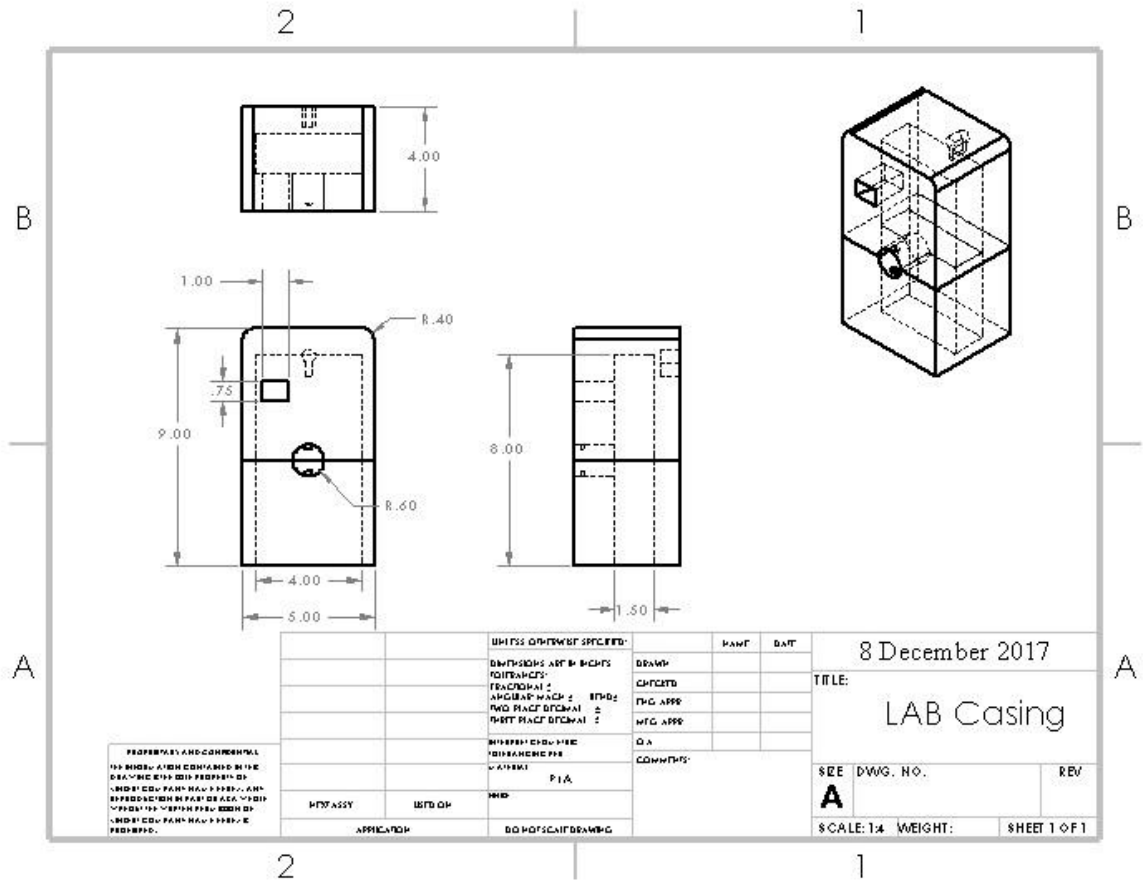 2 1
B B
4.00
1.00
R.40
.75
9.00
8.00
R.60
4.00
5.00
1.50
A A
UNLESS OTHERWISE SPECIFIED:
DIMENSIONS ARE IN INCHES
TOLERANCES:
FRACTIONAL ±
ANGULAR: MACH ± BEND ±
TWO PLACE DECIMAL ±
THREE PLACE DECIMAL ±
INTERPRET GEOMETRIC
TOLERANCING PER:
MATERIAL
FINISH
DO NOT SCALE DRAWING
NEXT ASSY USED ON
APPLICATION
NAME DATE
DRAWN
CHECKED
ENG APPR.
MFG APPR.
Q.A.
COMMENTS:
8 December 2017
TITLE:
LAB Casing
SIZE DWG. NO. REV
A
SCALE: 1:4 WEIGHT: SHEET 1 OF 1
PROPRIETARY AND CONFIDENTIAL
2 1